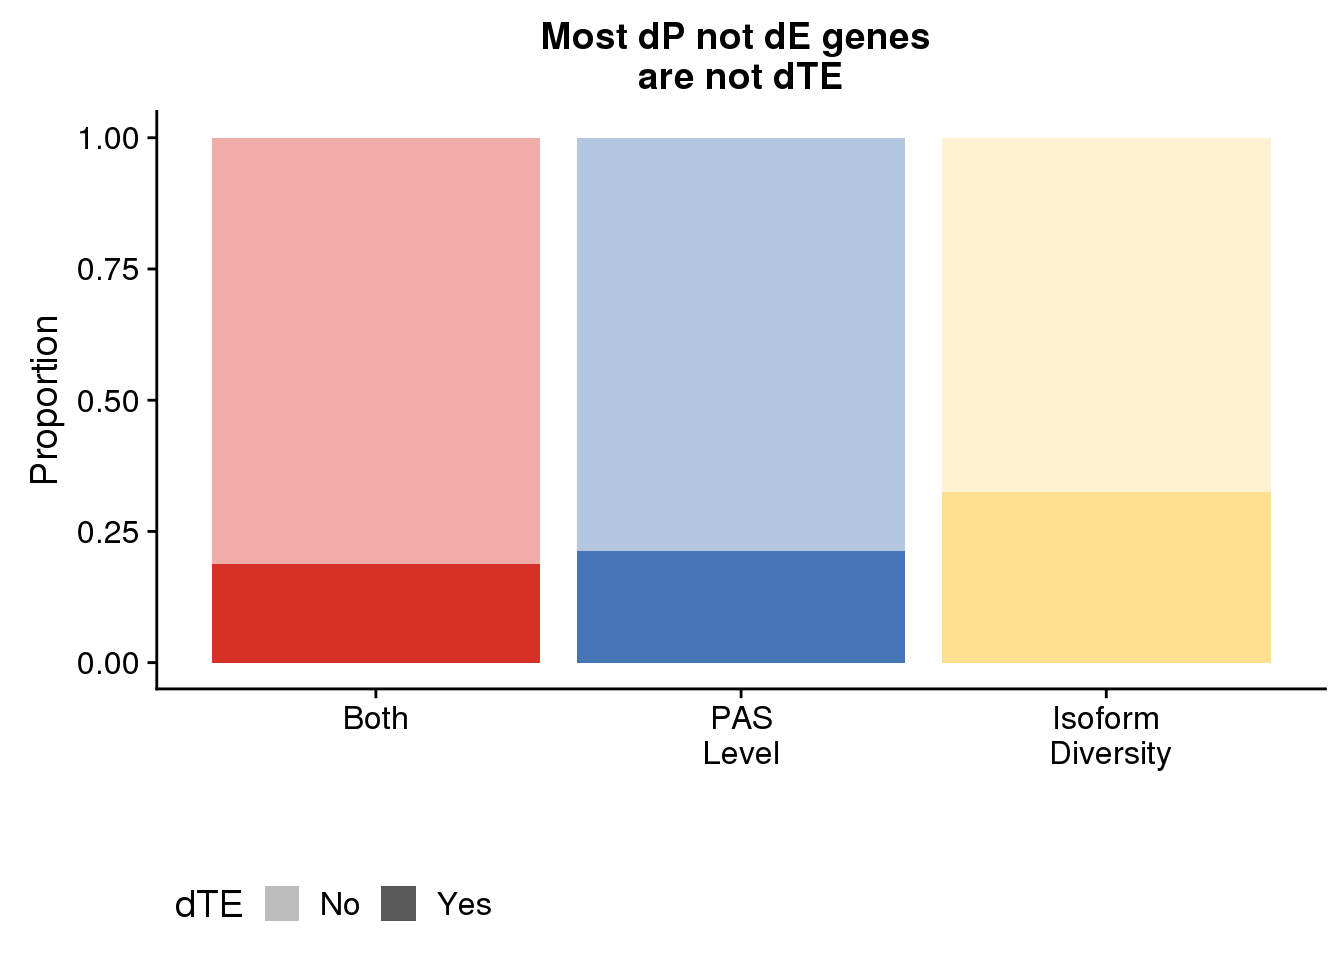 Most dP not dE genes
are not dTE
Proportion
1.00
0.75
0.50
0.25
0.00
Both
PAS
Level
Isoform
Diversity
dTE No Yes